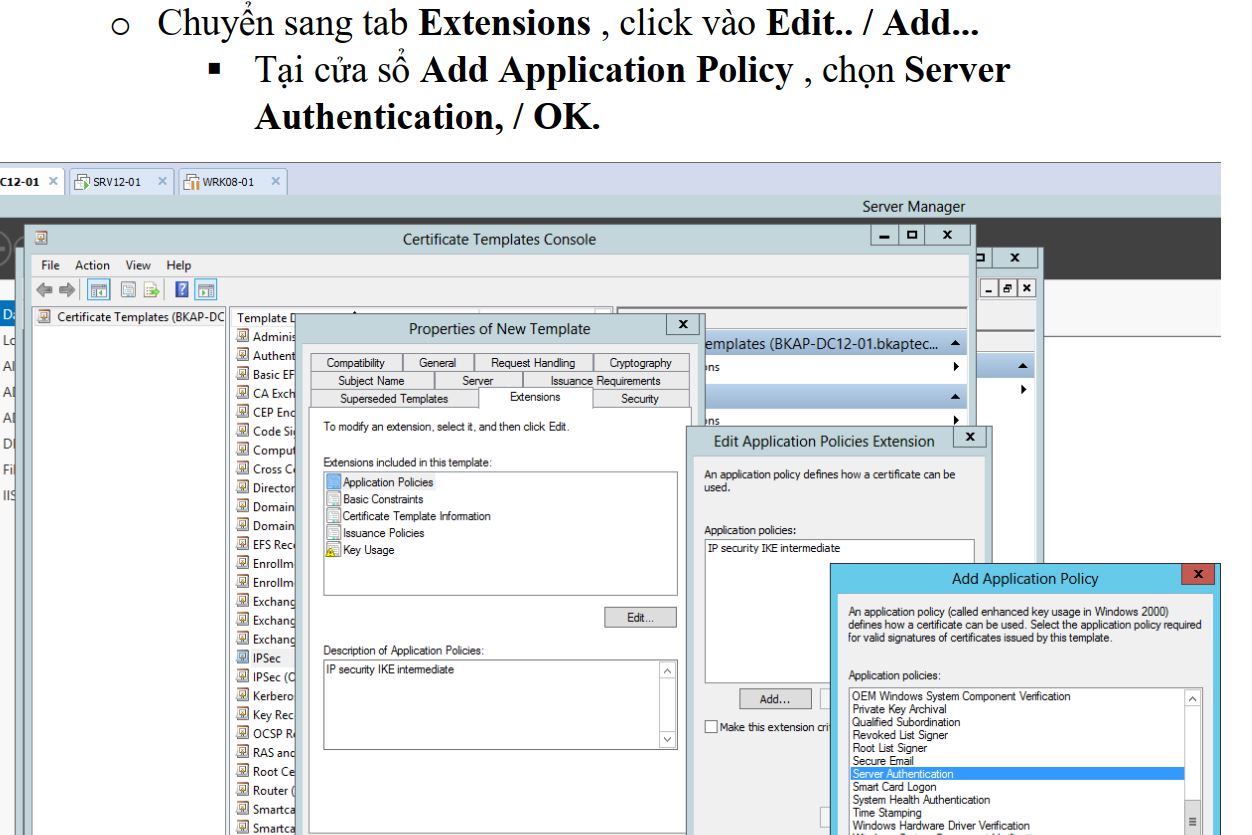 o Chuyển sang tab Extensions , click vào Edit.. / Add...
▪ Tại cửa sổ Add Application Policy , chọn Server
Authentication, / OK.
C12-01
SRV12-01
WRK08-01
Server Manager
Certificate Templates Console
File Action View Help
Certificate Templates (BKAP-DC
Template D
Adminis
Authent
Basic EF
CA Exch
CEP Enc
Code Si
Comput
Cross Ce
Director
Domain
Domain
EFS Rec
Enrollm
Enrollm
Exchang
Exchang
Exchang
IPSec
IPSec (O
Kerbero
Key Rec
OCSP R
RAS and
Root Ce
Router (
Smartca
Smartca
Properties of New Template
Compatibility General Request Handling Cryptography
Subject Name Server Issuance Requirements
Superseded Templates Extensions Security
To modify an extension, select it, and then click Edit.
Extensions included in this template:
Application Policies
Basic Constraints
Certificate Template Information
Issuance Policies
Key Usage
Edit...
Description of Application Policies:
IP security IKE intermediate
emplates (BKAP-DC12-01.bkaptec...
ons
ons
Edit Application Policies Extension
An application policy defines how a certificate can be
used.
Application policies:
IP security IKE intermediate
Add...
Make this extension cri
Add Application Policy
An application policy (called enhanced key usage in Windows 2000)
defines how a certificate can be used. Select the application policy required
for valid signatures of certificates issued by this template.
Application policies:
OEM Windows System Component Verification
Private Key Archival
Qualified Subordination
Revoked List Signer
Root List Signer
Secure Email
Server Authentication
Smart Card Logon
System Health Authentication
Time Stamping
Windows Hardware Driver Verification